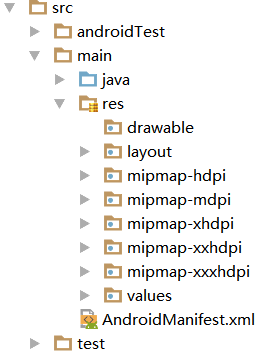 src
androidTest
main
java
res
drawable
layout
mipmap-hdpi
mipmap-mdpi
mipmap-xhdpi
mipmap-xxhdpi
mipmap-xxxhdpi
values
AndroidManifest.xml
test